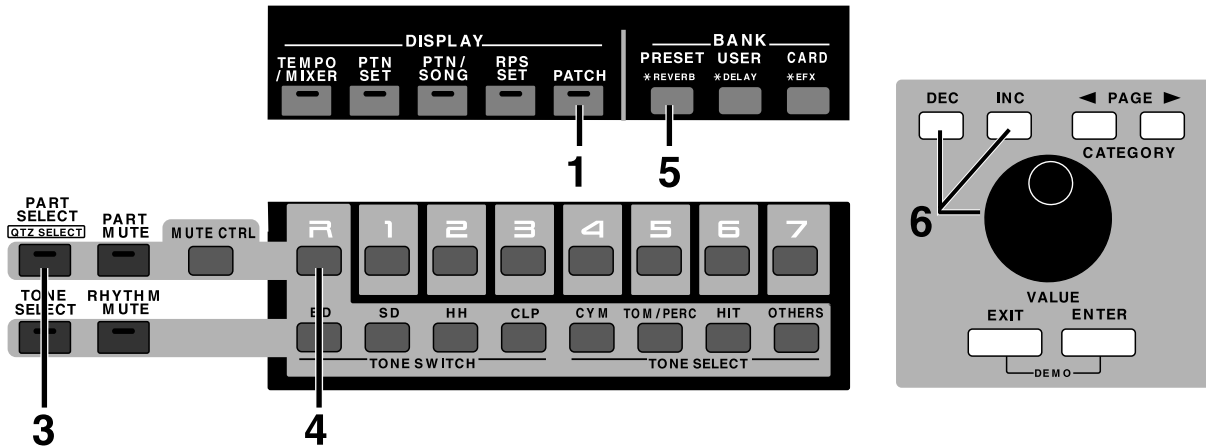 DISPLAY
TEMPO
/MIXER
PTN
SET
PTN/
SONG
RPS
SET
PATCH
BANK
PRESET
USER
CARD
*REVERB
*DELAY
*EFX
1
5
DEC
INC
◄ PAGE ►
CATEGORY
6
VALUE
EXIT
ENTER
DEMO
PART
SELECT
QTZ SELECT
PART
MUTE
MUTE CTRL
R
1
2
3
4
5
6
7
TONE
SELECT
RHYTHM
MUTE
BD
SD
HH
CLP
CYM
TOM/PERC
HIT
OTHERS
TONE SWITCH
TONE SELECT
3
4